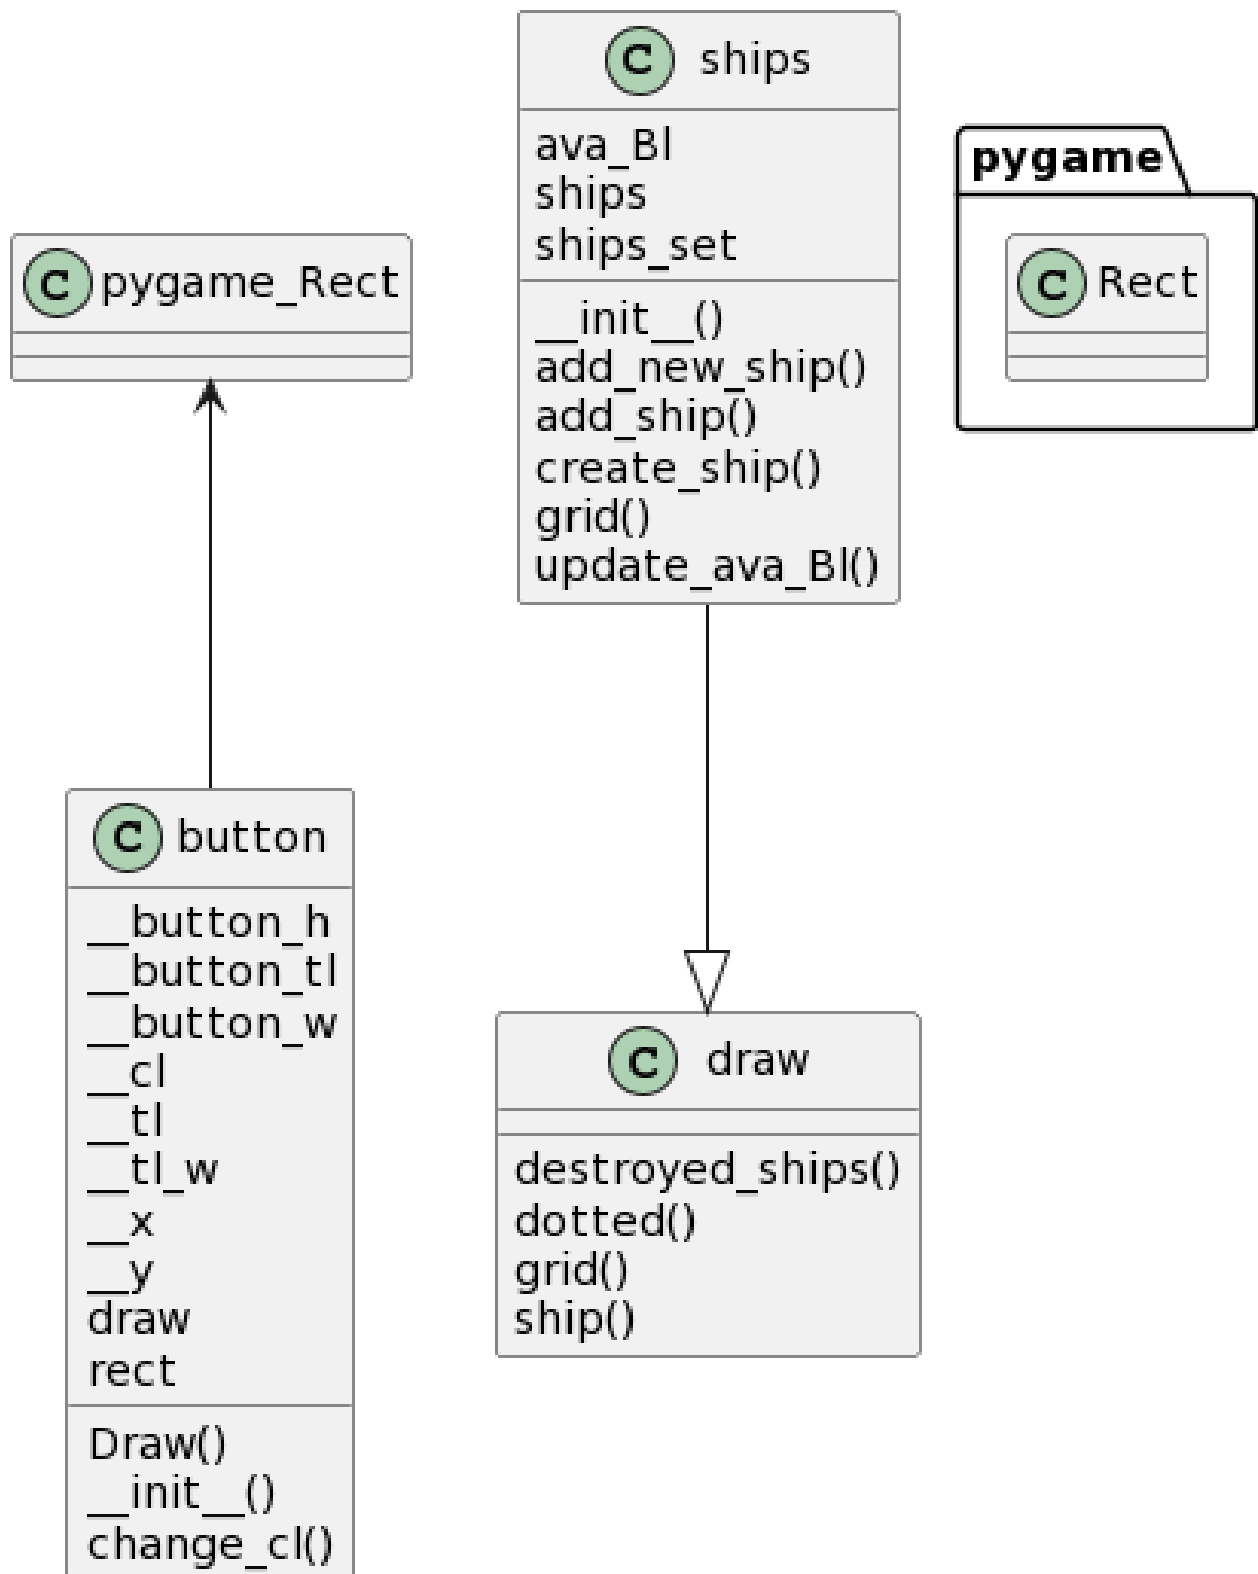 C ships
ava_Bl
ships
ships_set
__init__()
add_new_ship()
add_ship()
create_ship()
grid()
update_ava_Bl()
pygame
C Rect
C pygame_Rect
C button
__button_h
__button_tl
__button_w
__cl
__tl
__tl_w
__x
__y
draw
rect
Draw()
__init__()
change_cl()
C draw
destroyed_ships()
dotted()
grid()
ship()